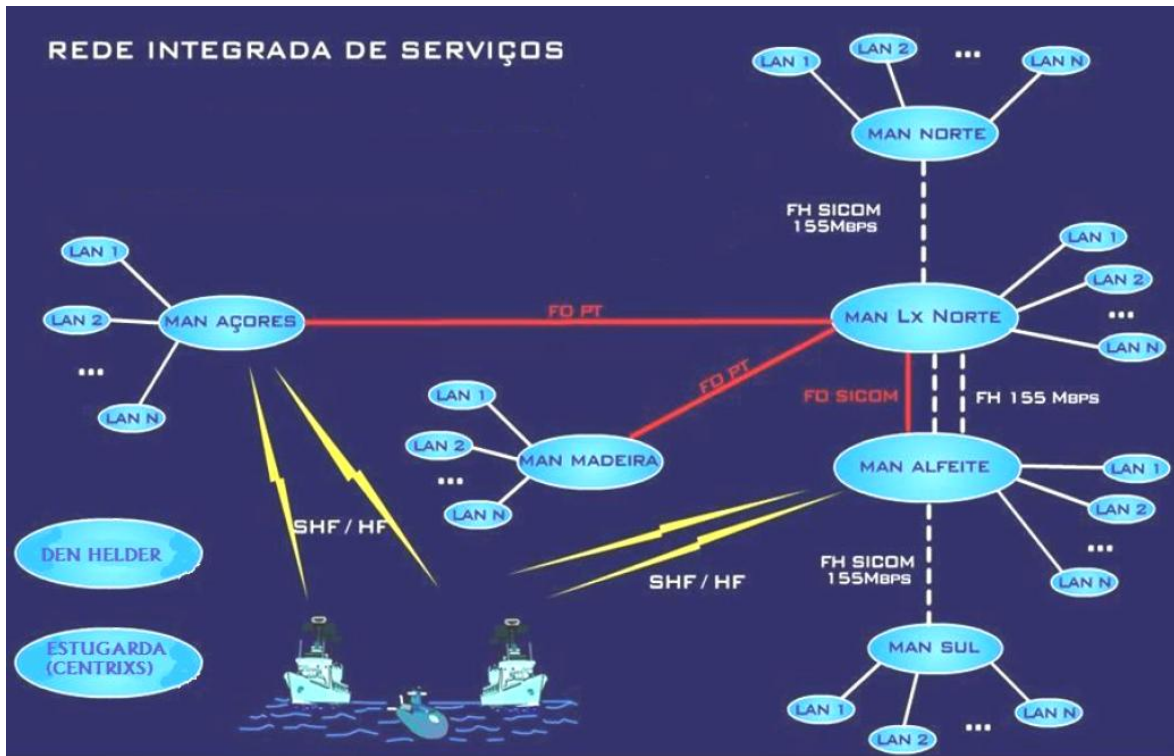 REDE INTEGRADA DE SERVIÇOS
LAN 1
LAN 2
...
LAN N
MAN NORTE
FH SICOM
155MBPS
LAN 1
LAN 2
...
LAN N
MAN AÇORES
FO PT
MAN LX NORTE
LAN 1
LAN 2
...
LAN N
FO PT
FO SICOM
FH 155 MBPS
LAN 1
LAN 2
...
LAN N
MAN MADEIRA
MAN ALFEITE
LAN 1
LAN 2
...
LAN N
SHF / HF
SHF / HF
FH SICOM
155MBPS
DEN HELDER
ESTUGARDA
(CENTRIXS)
MAN SUL
LAN 1
LAN 2
...
LAN N